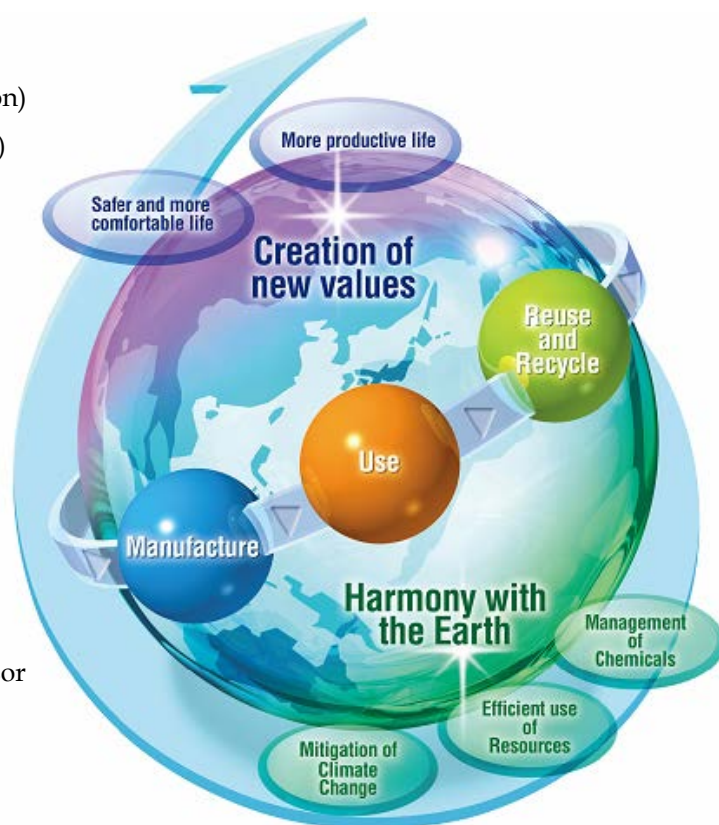 on)
)
More productive life
Safer and more
comfortable life
Creation of
new values
Reuse
and
Recycle
Use
Manufacture
Harmony with
the Earth
Management
of
Chemicals
or
Efficient use
of
Resources
Mitigation of
Climate
Change